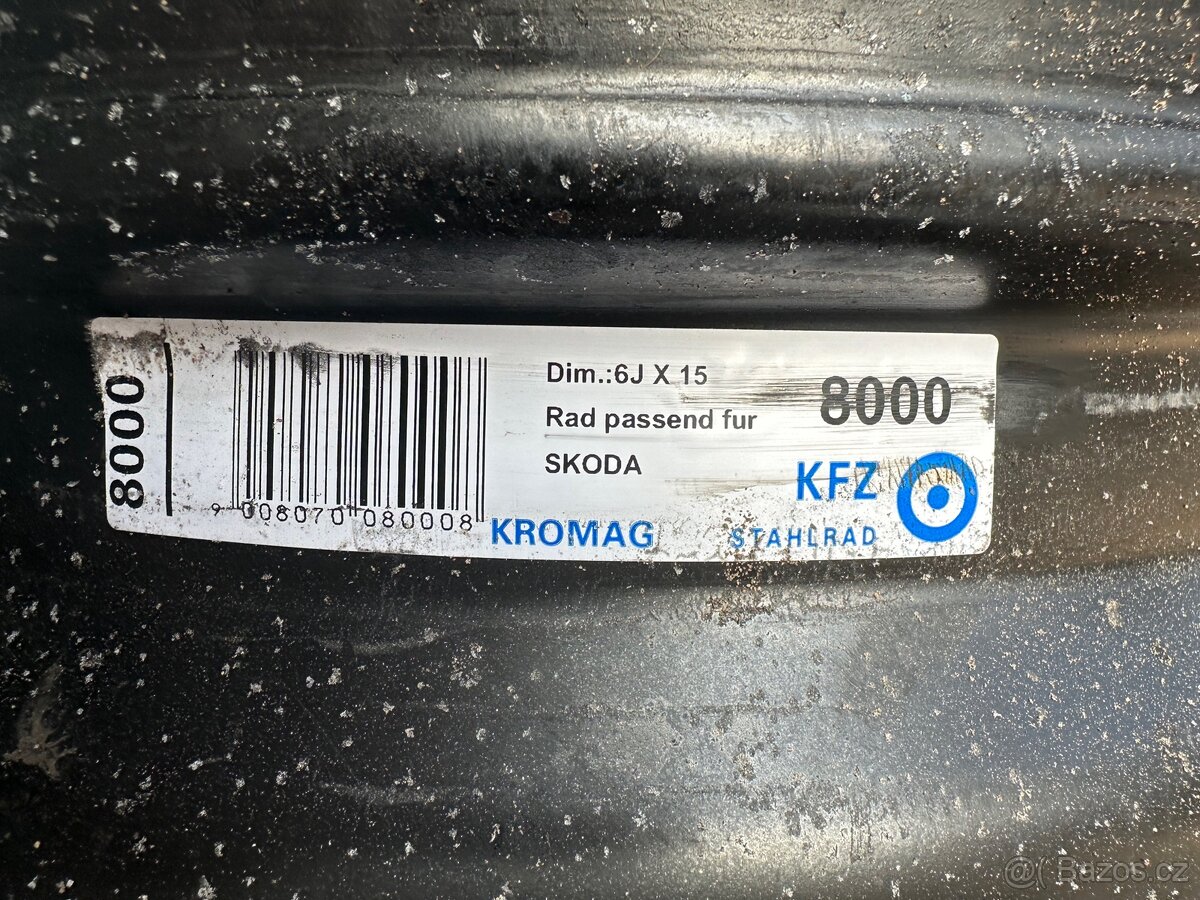 8000
9 008070 080008
Dim.:6J X 15
Rad passend fur
SKODA
8000
KROMAG
KFZ
STAHLRAD
@( Bazos.cz